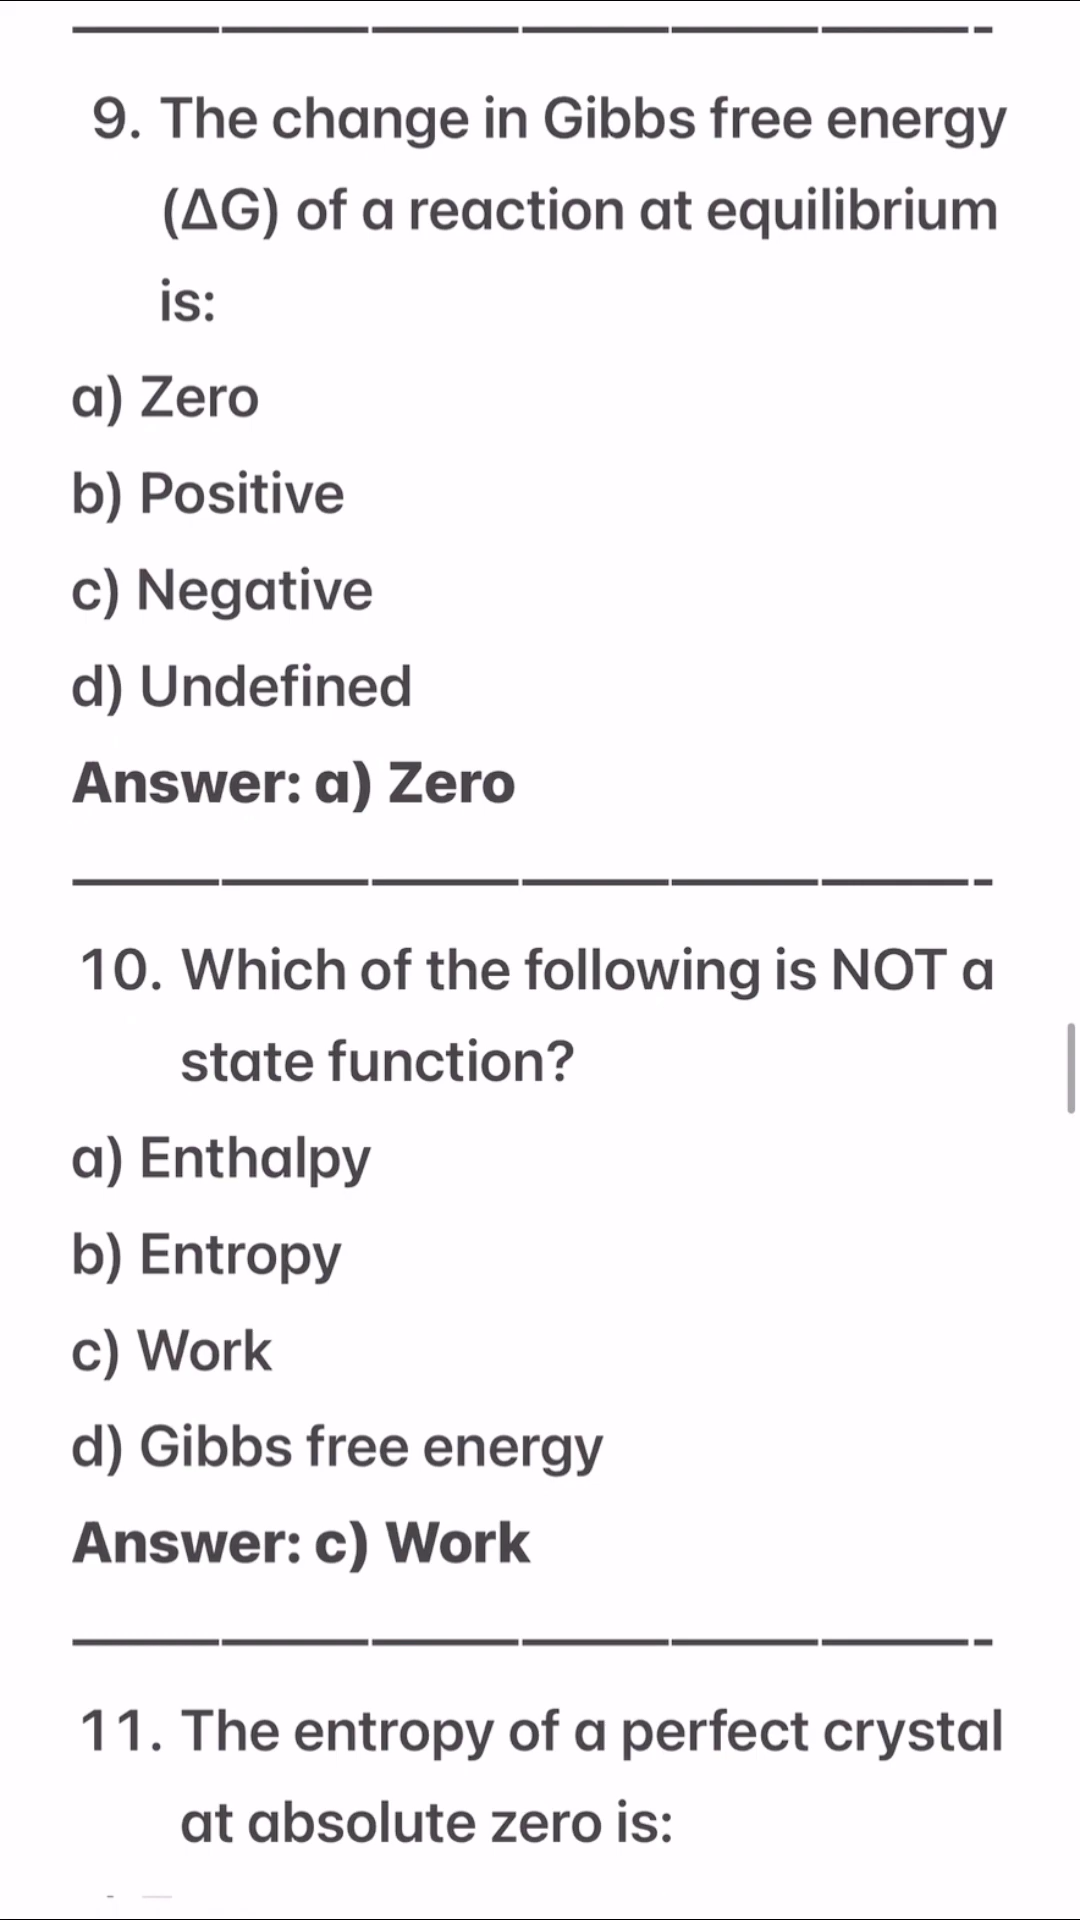 9. The change in Gibbs free energy
(ΔG) of a reaction at equilibrium
is:
a) Zero
b) Positive
c) Negative
d) Undefined
Answer: a) Zero
10. Which of the following is NOT a
state function?
a) Enthalpy
b) Entropy
c) Work
d) Gibbs free energy
Answer: c) Work
11. The entropy of a perfect crystal
at absolute zero is: